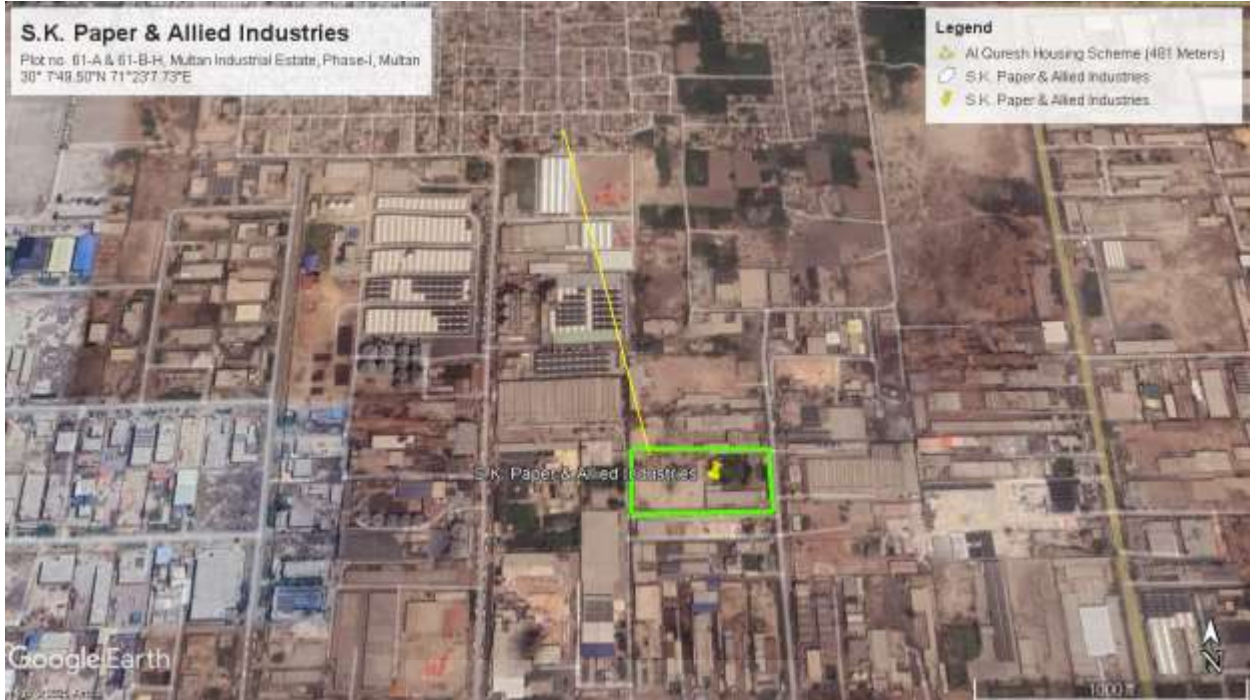 S.K. Paper & Allied Industries
Plot no. 61-A & 61-B-H, Multan Industrial Estate, Phase-I, Multan
30° 7'49.50"N 71°23'7.73"E
Legend
Al Quresh Housing Scheme (481 Meters)
S.K. Paper & Allied Industries
S.K. Paper & Allied Industries
S.K. Paper & Allied Industries
Google Earth
1000
N